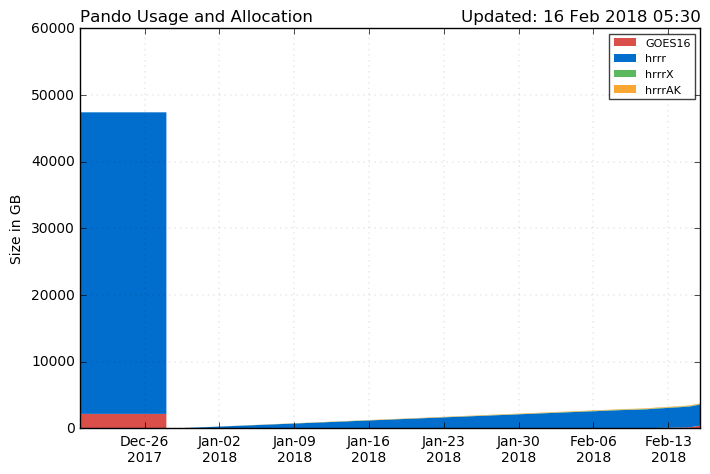 Pando Usage and Allocation
Updated: 16 Feb 2018 05:30
60000
50000
40000
30000
20000
10000
0
Size in GB
GOES16
hrrr
hrrrX
hrrrAK
Dec-26
2017
Jan-02
2018
Jan-09
2018
Jan-16
2018
Jan-23
2018
Jan-30
2018
Feb-06
2018
Feb-13
2018